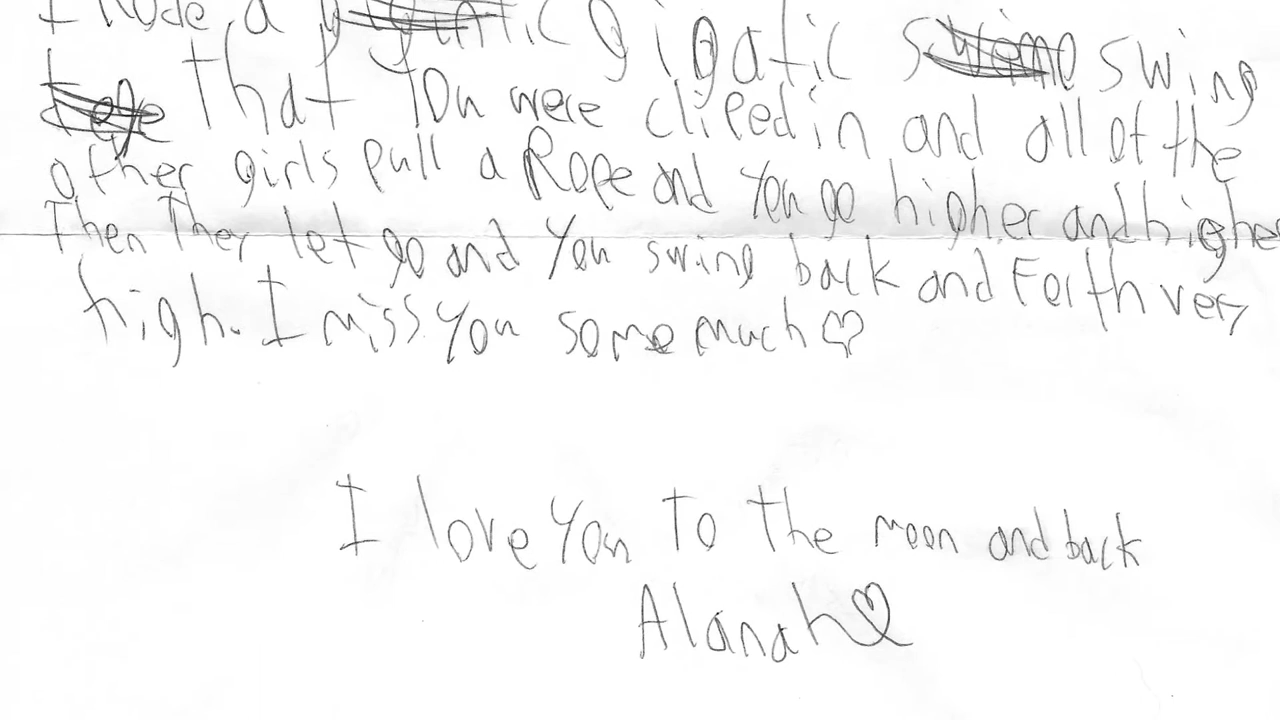 I Rode a gigatic swing
that you were clipedin and all of the
other girls pull a Rope and you go higher and higher
Then They let go and you swing back and Forth very
high. I miss you some much♡
I love you to the moon and back
Alanah♡